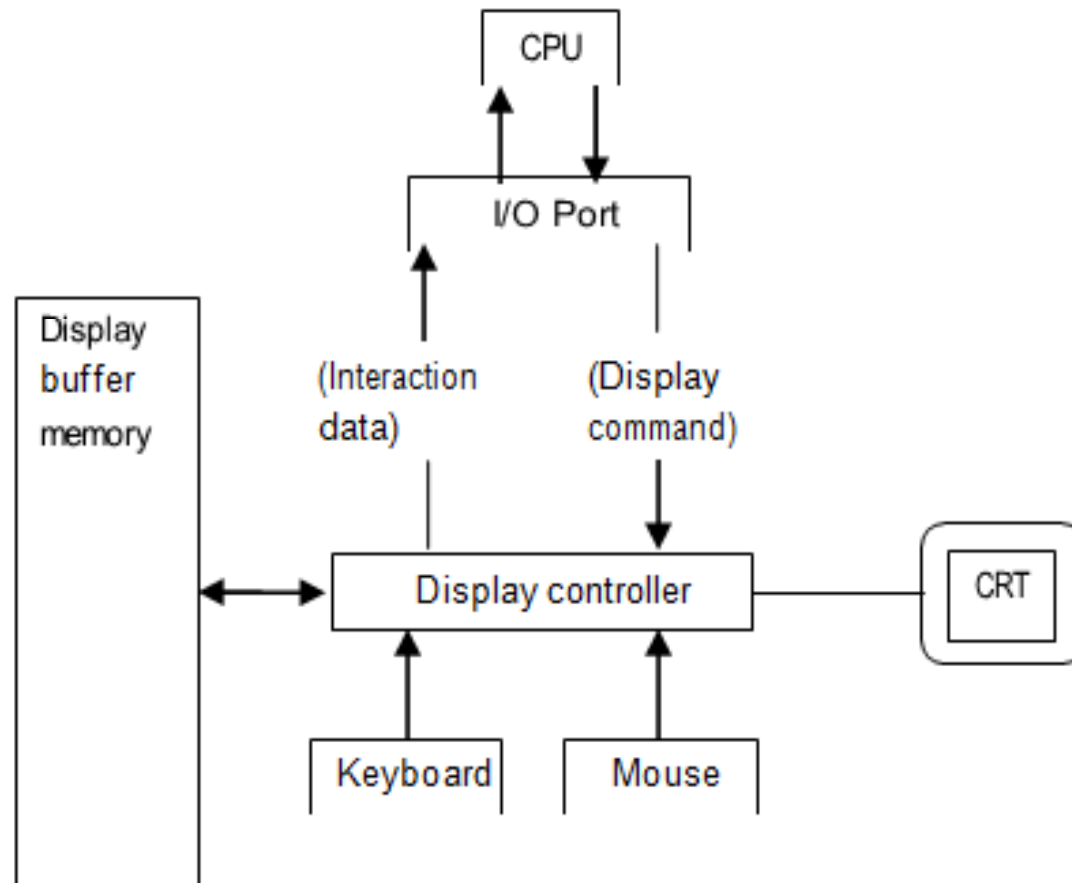 CPU
I/O Port
Display
buffer
memory
(Interaction
data)
(Display
command)
Display controller
CRT
Keyboard
Mouse